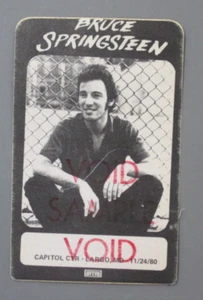 BRUCE
SPRINGSTEEN
VOID
SAMPLE
VOID
CAPITOL CTR - LARGO, MD - 11/24/80